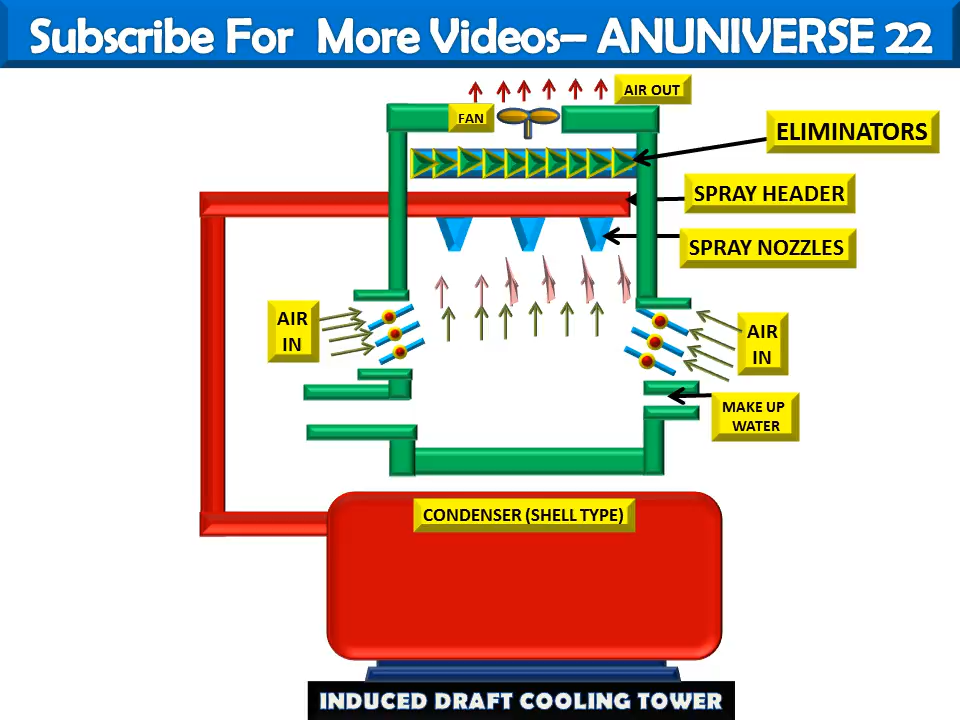 Subscribe For More Videos– ANUNIVERSE 22
AIR OUT
FAN
ELIMINATORS
SPRAY HEADER
SPRAY NOZZLES
AIR
IN
AIR
IN
MAKE UP
WATER
CONDENSER (SHELL TYPE)
INDUCED DRAFT COOLING TOWER